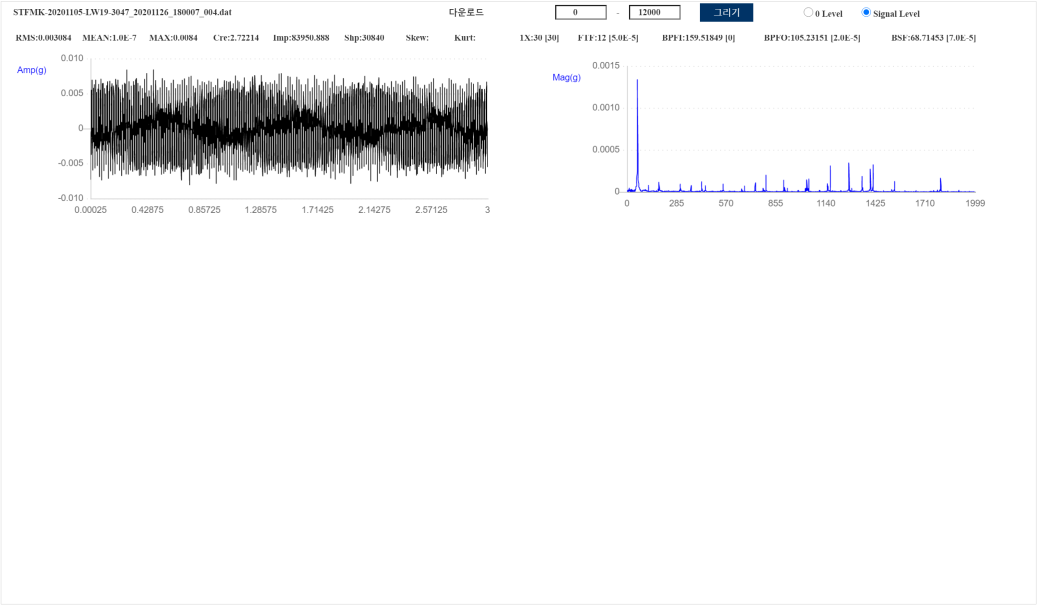 STFMK-20201105-LW19-3047_20201126_180007_004.dat 다운로드 0 - 12000 그리기 0 Level Signal Level
RMS:0.003084 MEAN:1.0E-7 MAX:0.0084 Cre:2.72214 Imp:83950.888 Shp:30840 Skew: Kurt: 1X:30 [30] FTF:12 [5.0E-5] BPFI:159.51849 [0] BPFO:105.23151 [2.0E-5] BSF:68.71453 [7.0E-5]
Amp(g)
0.010
0.005
0
-0.005
-0.010
0.00025 0.42875 0.85725 1.28575 1.71425 2.14275 2.57125 3
Mag(g)
0.0015
0.0010
0.0005
0
0 285 570 855 1140 1425 1710 1999